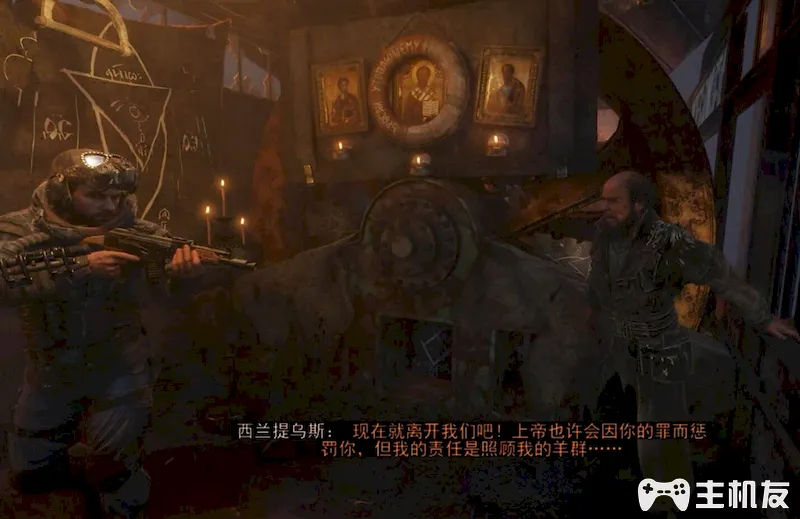 西兰提乌斯： 现在就离开我们吧！上帝也许会因你的罪而惩
罚你，但我的责任是照顾我的羊群……
主机友